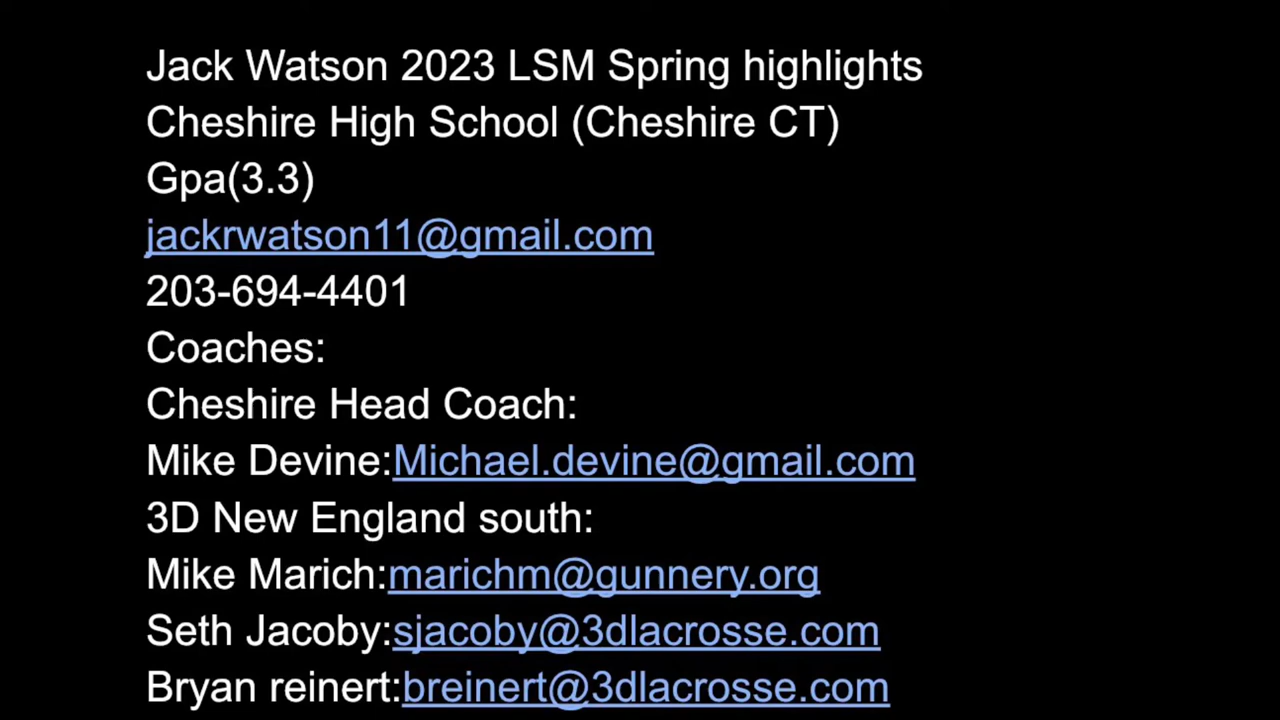 Jack Watson 2023 LSM Spring highlights
Cheshire High School (Cheshire CT)
Gpa(3.3)
jackrwatson11@gmail.com
203-694-4401
Coaches:
Cheshire Head Coach:
Mike Devine:Michael.devine@gmail.com
3D New England south:
Mike Marich:marichm@gunnery.org
Seth Jacoby:sjacoby@3dlacrosse.com
Bryan reinert:breinert@3dlacrosse.com